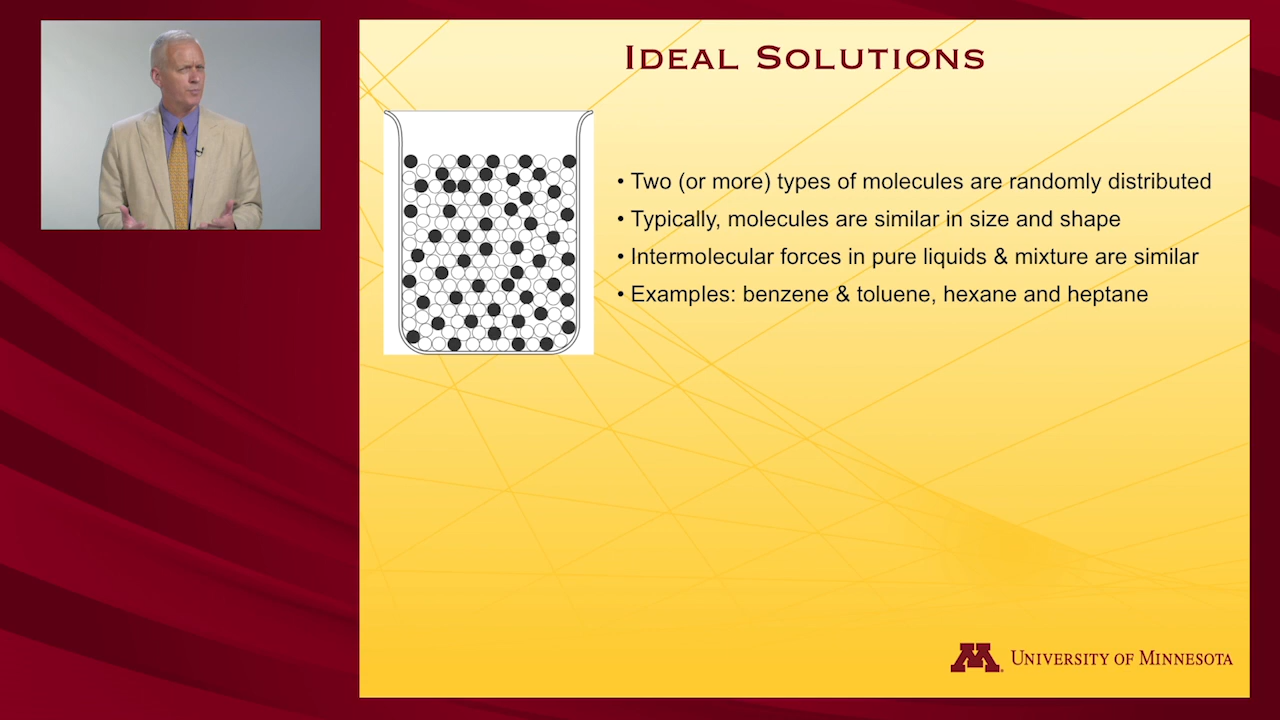 Ideal Solutions
• Two (or more) types of molecules are randomly distributed
• Typically, molecules are similar in size and shape
• Intermolecular forces in pure liquids & mixture are similar
• Examples: benzene & toluene, hexane and heptane
M University of Minnesota